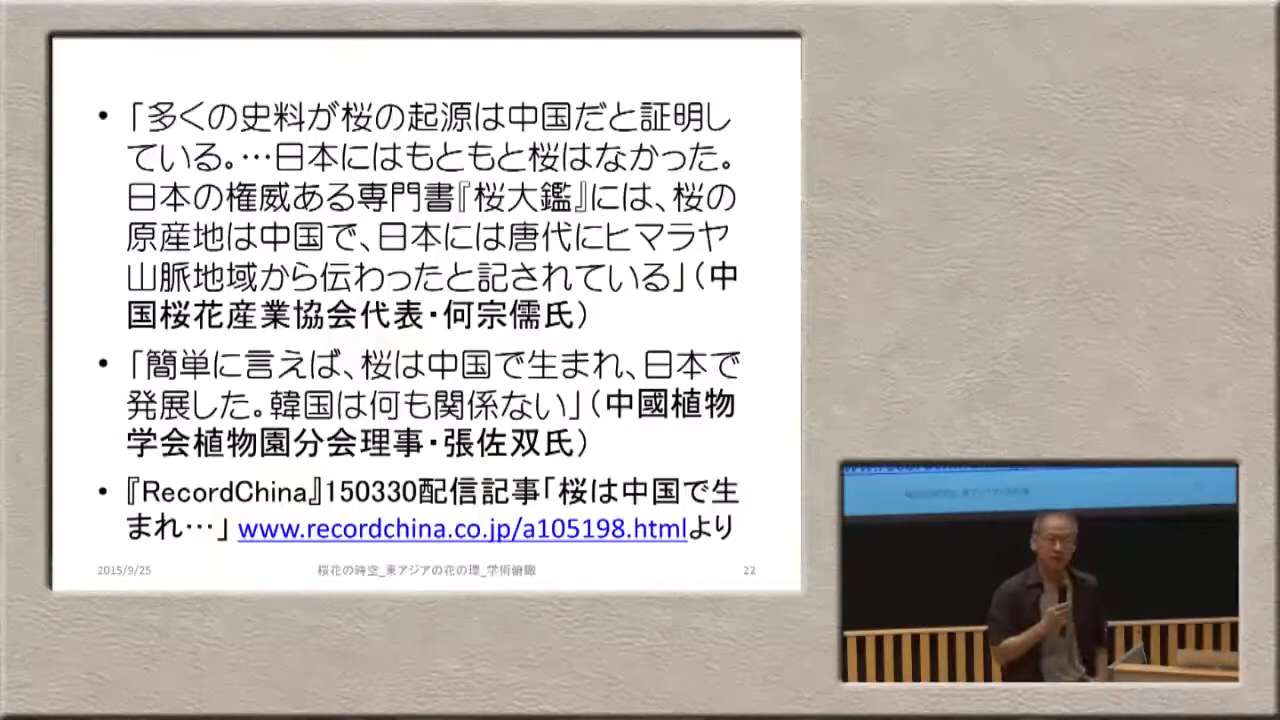 • 「多くの史料が桜の起源は中国だと証明し
ている。…日本にはもともと桜はなかった。
日本の権威ある専門書『桜大鑑』には、桜の
原産地は中国で、日本には唐代にヒマラヤ
山脈地域から伝わったと記されている」（中
国桜花産業協会代表・何宗儒氏）
• 「簡単に言えば、桜は中国で生まれ、日本で
発展した。韓国は何も関係ない」（中國植物
学会植物園分会理事・張佐双氏）
• 『RecordChina』150330配信記事「桜は中国で生
まれ…」 www.recordchina.co.jp/a105198.htmlより
2015/9/25 桜花の時空_東アジアの花の環_学術俯瞰 22